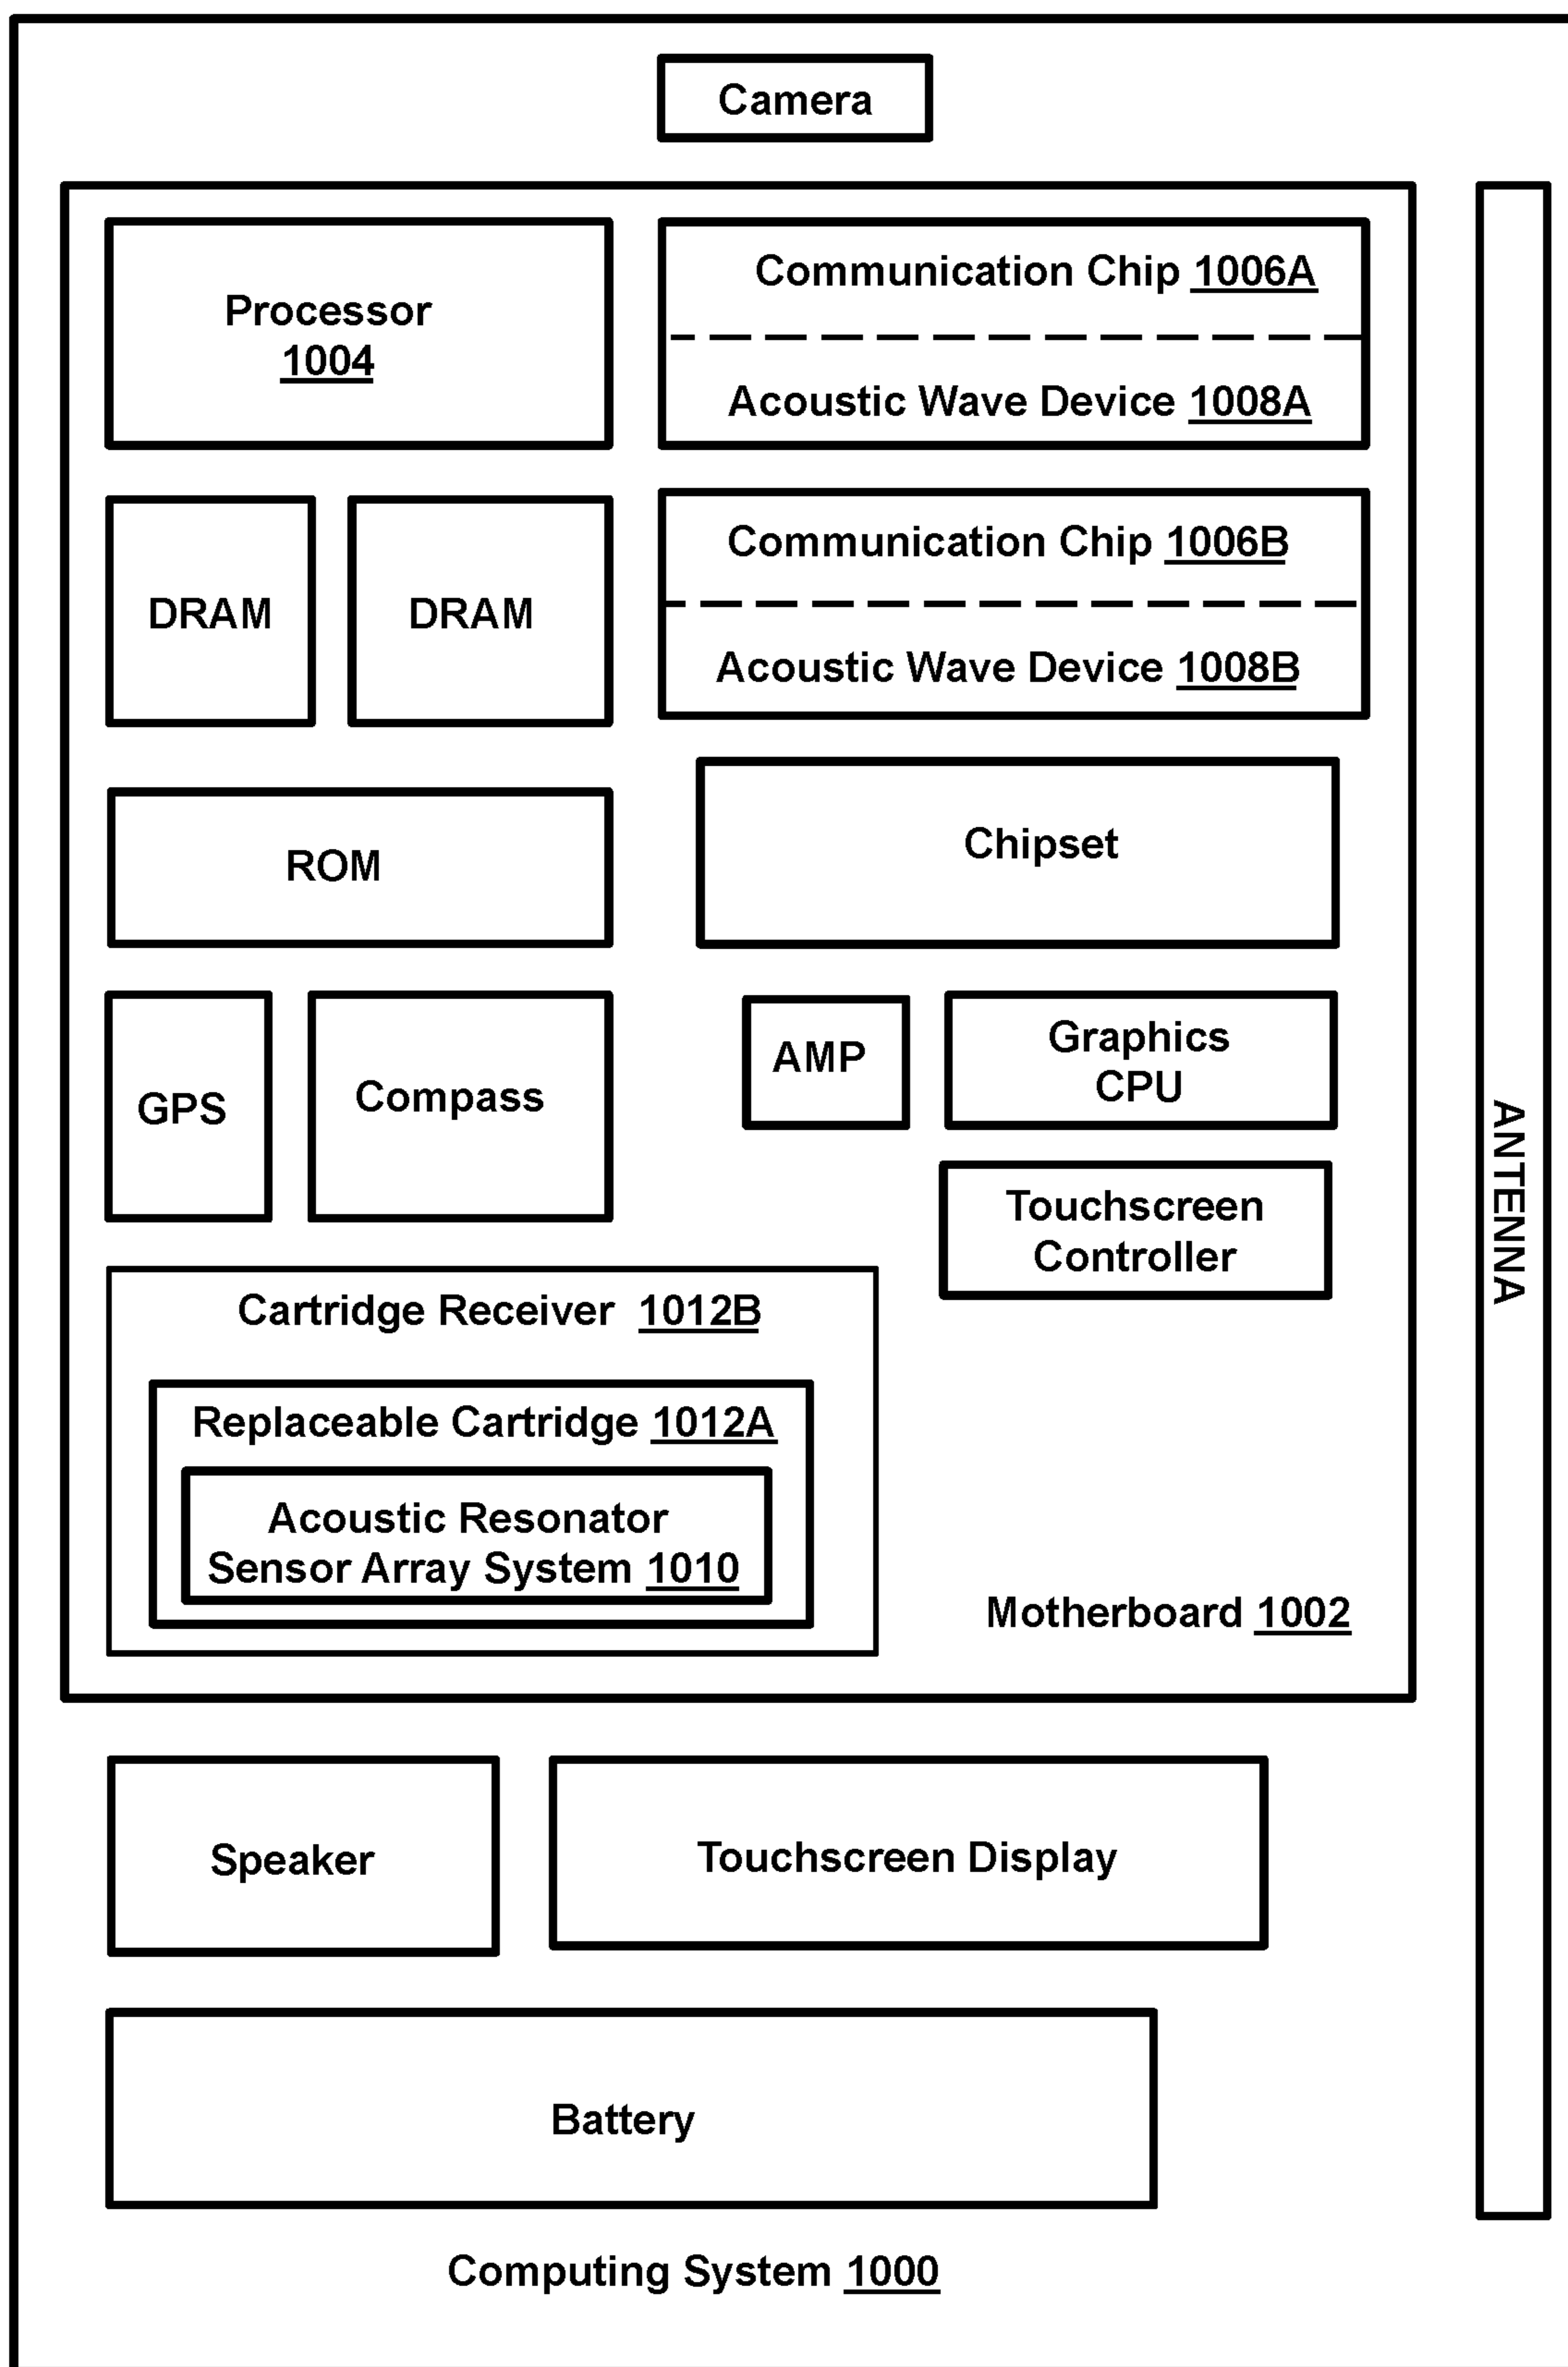 Camera
Processor
1004
Communication Chip 1006A
Acoustic Wave Device 1008A
DRAM
DRAM
Communication Chip 1006B
Acoustic Wave Device 1008B
ROM
Chipset
GPS
Compass
AMP
Graphics
CPU
Touchscreen
Controller
Cartridge Receiver 1012B
Replaceable Cartridge 1012A
Acoustic Resonator
Sensor Array System 1010
Motherboard 1002
ANTENNA
Speaker
Touchscreen Display
Battery
Computing System 1000